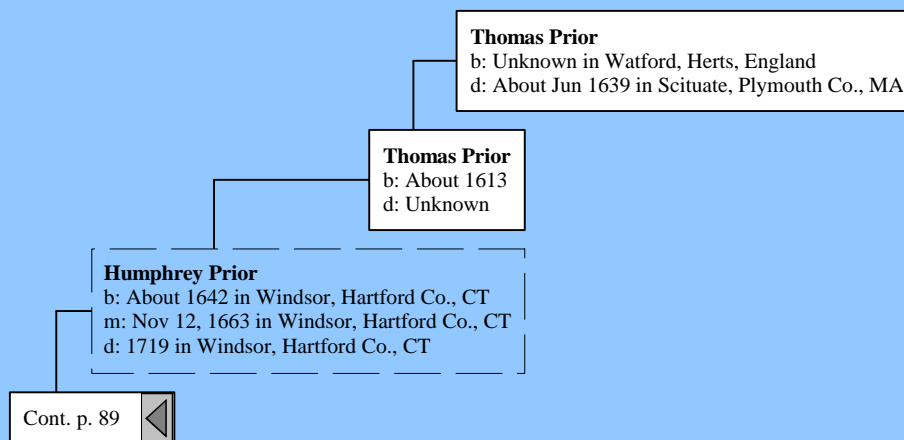 Thomas Prior
b: Unknown in Watford, Herts, England
d: About Jun 1639 in Scituate, Plymouth Co., MA
Thomas Prior
b: About 1613
d: Unknown
Humphrey Prior
b: About 1642 in Windsor, Hartford Co., CT
m: Nov 12, 1663 in Windsor, Hartford Co., CT
d: 1719 in Windsor, Hartford Co., CT
Cont. p. 89